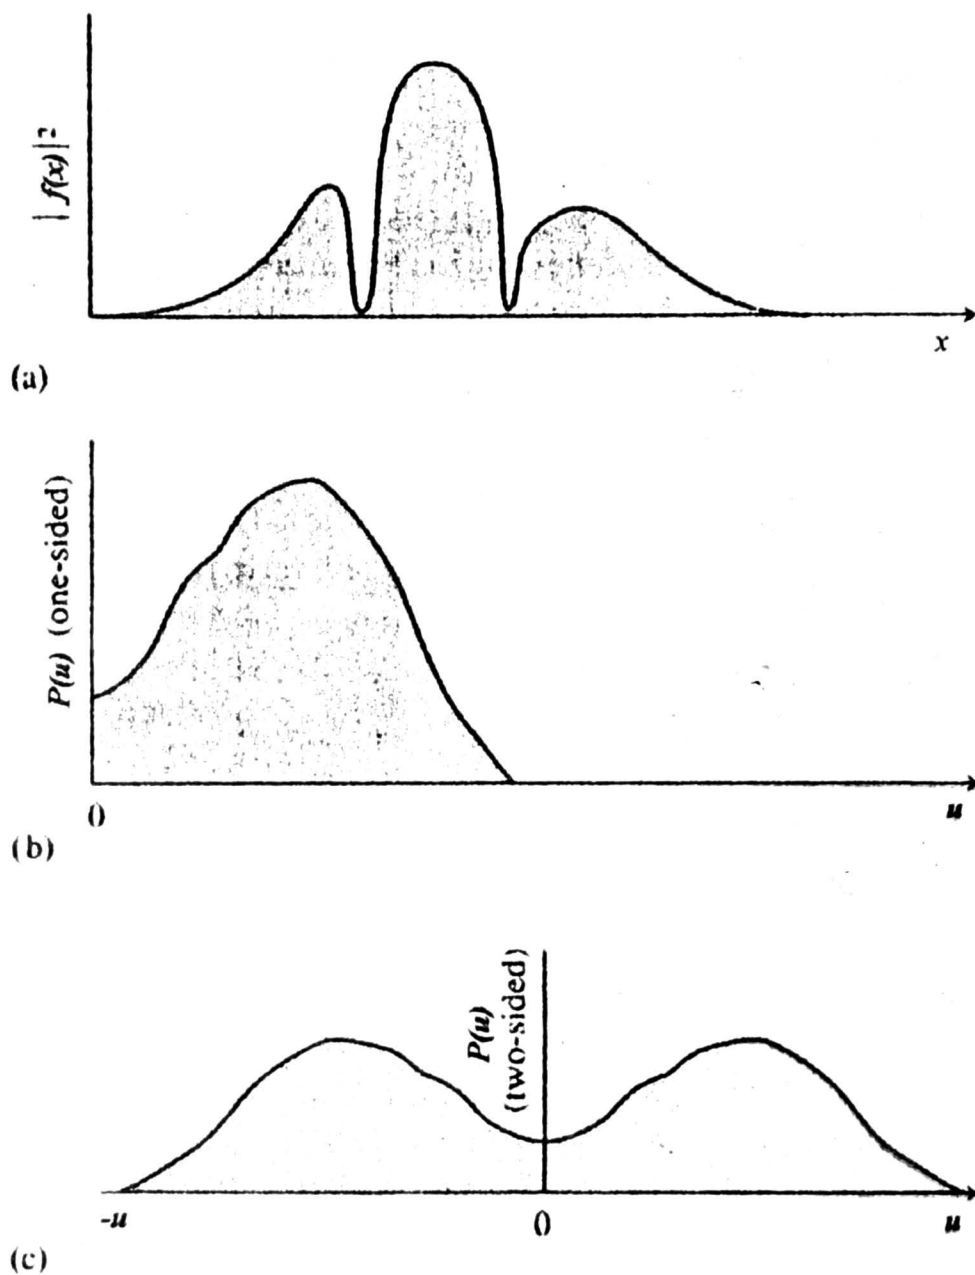 | f(x) |²
x
(a)
P(u) (one-sided)
0
u
(b)
P(u)
(two-sided)
-u
0
u
(c)